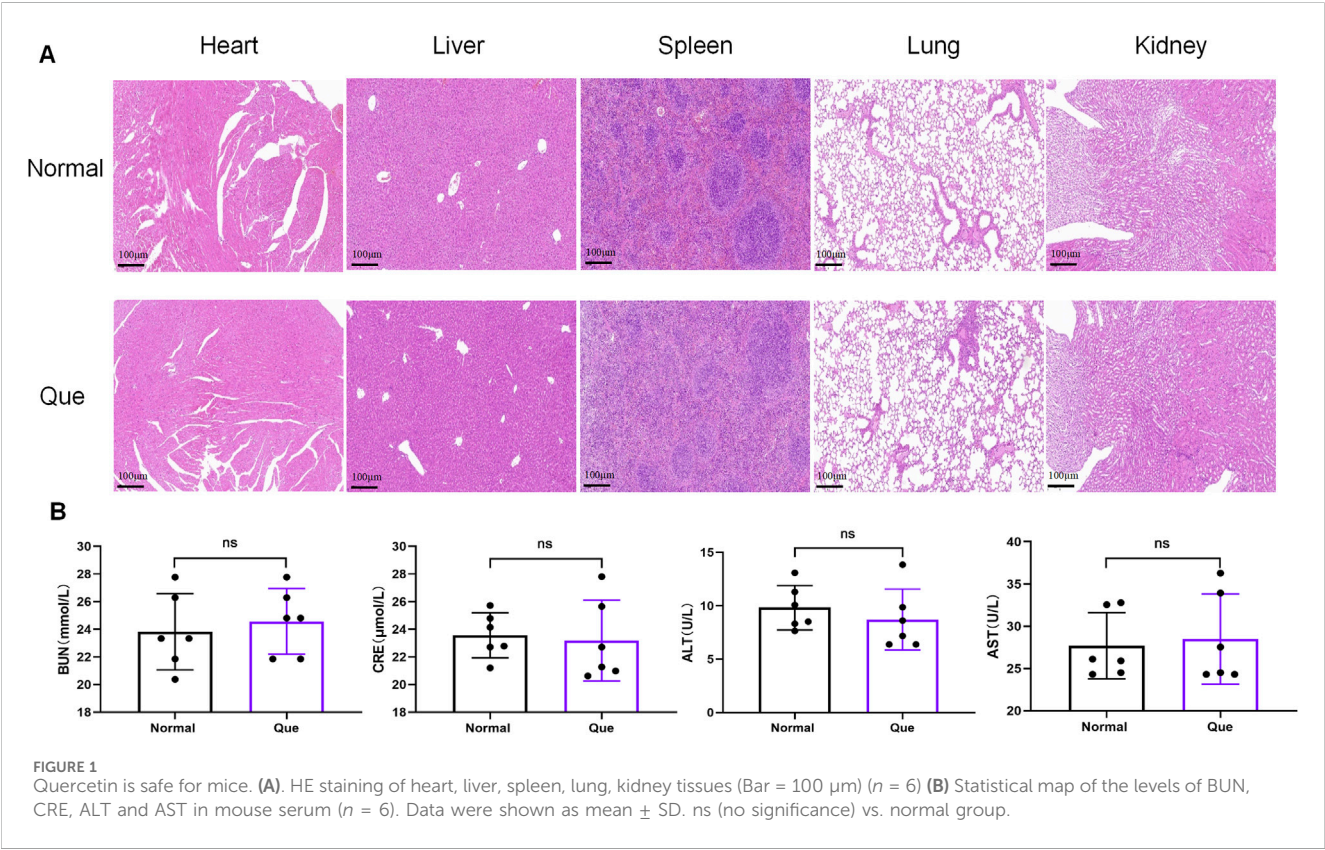 A
Heart Liver Spleen Lung Kidney
Normal
100μm 100μm 100μm 100μm 100μm
Que
100μm 100μm 100μm 100μm 100μm
B
BUN(mmol/L)
30
28
26
24
22
20
18
ns
Normal Que
CRE(μmol/L)
30
28
26
24
22
20
18
ns
Normal Que
ALT(U/L)
15
10
5
0
ns
Normal Que
AST(U/L)
40
35
30
25
20
ns
Normal Que
FIGURE 1
Quercetin is safe for mice. (A). HE staining of heart, liver, spleen, lung, kidney tissues (Bar = 100 μm) (n = 6) (B) Statistical map of the levels of BUN,
CRE, ALT and AST in mouse serum (n = 6). Data were shown as mean ± SD. ns (no significance) vs. normal group.